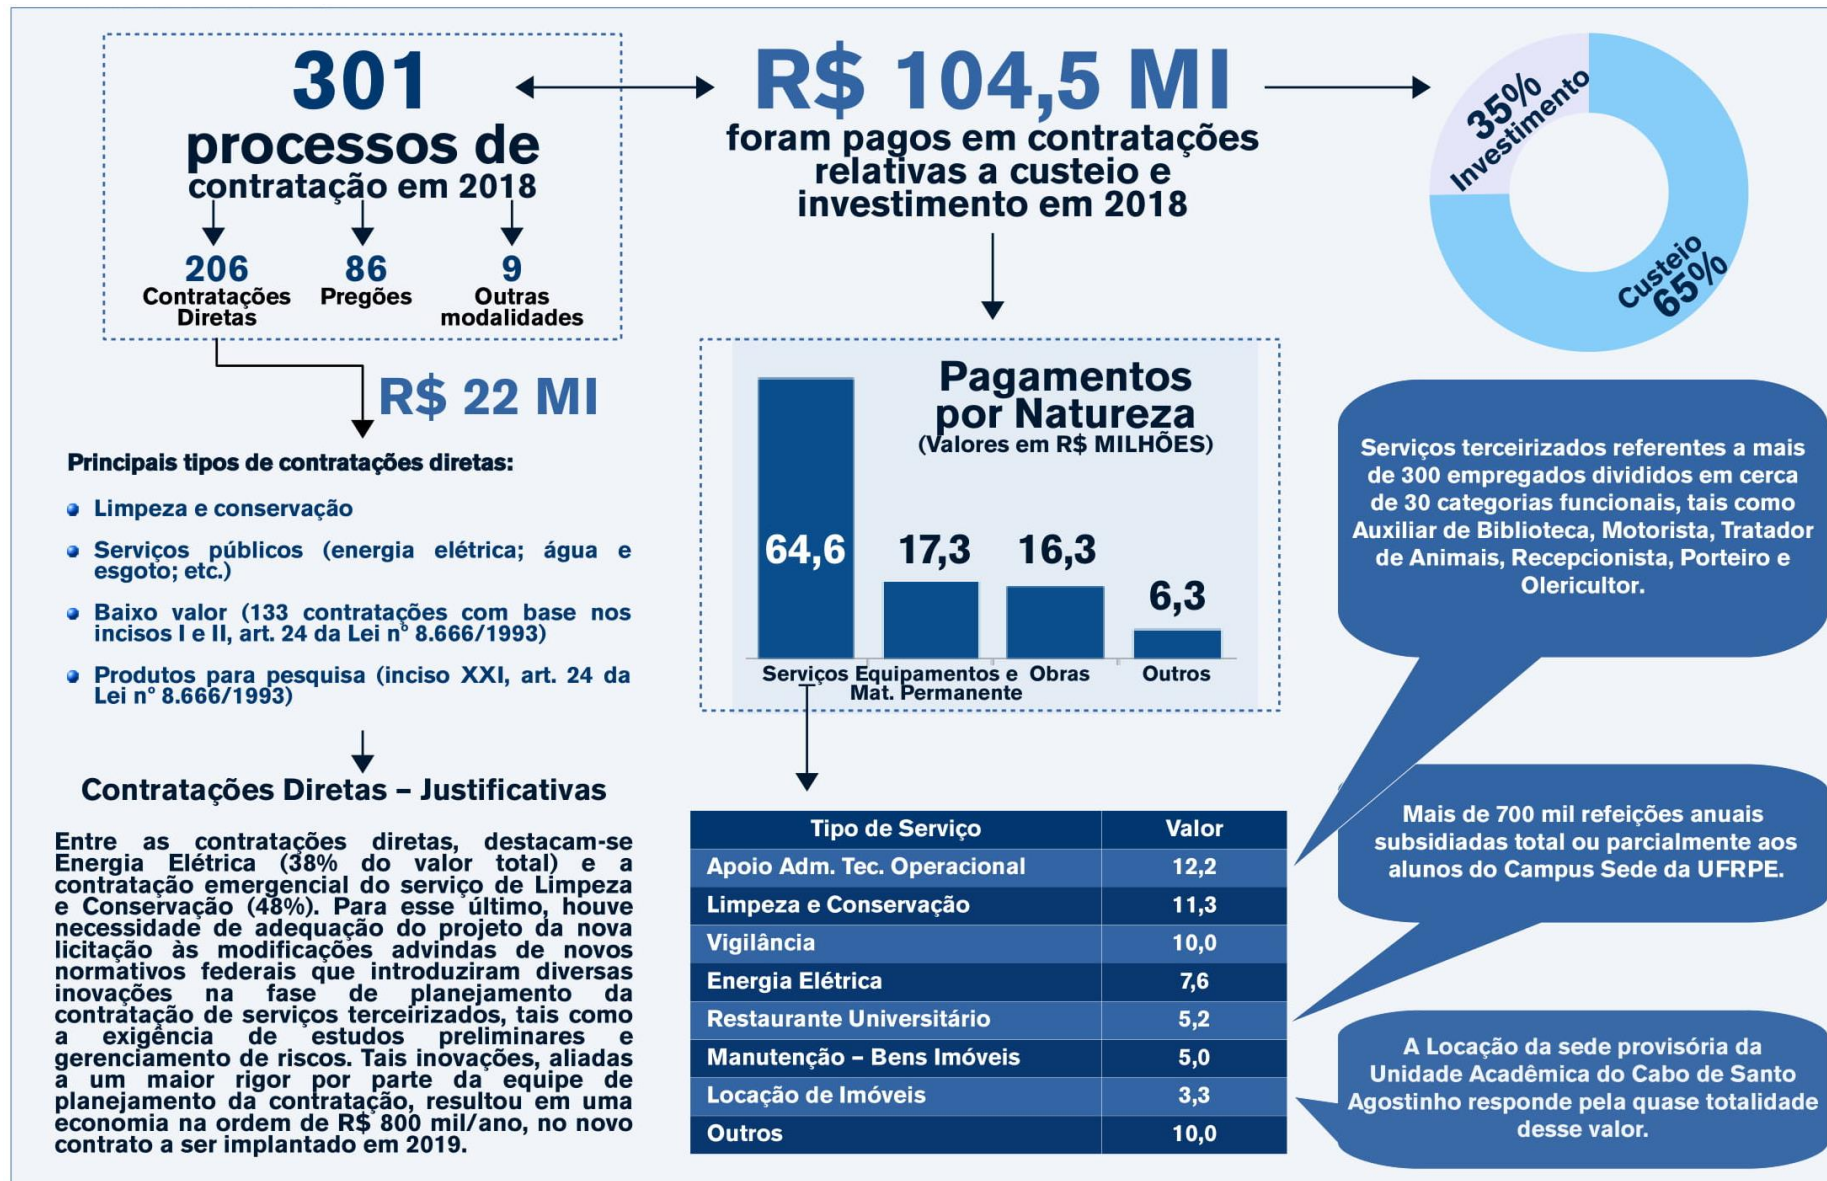 301
processos de
contratação em 2018
206
Contratações
Diretas
86
Pregões
9
Outras
modalidades
R$ 104,5 MI
foram pagos em contratações
relativas a custeio e
investimento em 2018
35%
Investimento
Custeio
65%
R$ 22 MI
Principais tipos de contratações diretas:
Limpeza e conservação
Serviços públicos (energia elétrica; água e
esgoto; etc.)
Baixo valor (133 contratações com base nos
incisos I e II, art. 24 da Lei n° 8.666/1993)
Produtos para pesquisa (inciso XXI, art. 24 da
Lei n° 8.666/1993)
Contratações Diretas – Justificativas
Entre as contratações diretas, destacam-se
Energia Elétrica (38% do valor total) e a
contratação emergencial do serviço de Limpeza
e Conservação (48%). Para esse último, houve
necessidade de adequação do projeto da nova
licitação às modificações advindas de novos
normativos federais que introduziram diversas
inovações na fase de planejamento da
contratação de serviços terceirizados, tais como
a exigência de estudos preliminares e
gerenciamento de riscos. Tais inovações, aliadas
a um maior rigor por parte da equipe de
planejamento da contratação, resultou em uma
economia na ordem de R$ 800 mil/ano, no novo
contrato a ser implantado em 2019.
Pagamentos
por Natureza
(Valores em R$ MILHÕES)
64,6
17,3
16,3
6,3
Serviços
Equipamentos e
Mat. Permanente
Obras
Outros
Tipo de Serviço Valor
Apoio Adm. Tec. Operacional 12,2
Limpeza e Conservação 11,3
Vigilância 10,0
Energia Elétrica 7,6
Restaurante Universitário 5,2
Manutenção – Bens Imóveis 5,0
Locação de Imóveis 3,3
Outros 10,0
Serviços terceirizados referentes a mais
de 300 empregados divididos em cerca
de 30 categorias funcionais, tais como
Auxiliar de Biblioteca, Motorista, Tratador
de Animais, Recepcionista, Porteiro e
Olericultor.
Mais de 700 mil refeições anuais
subsidiadas total ou parcialmente aos
alunos do Campus Sede da UFRPE.
A Locação da sede provisória da
Unidade Acadêmica do Cabo de Santo
Agostinho responde pela quase totalidade
desse valor.